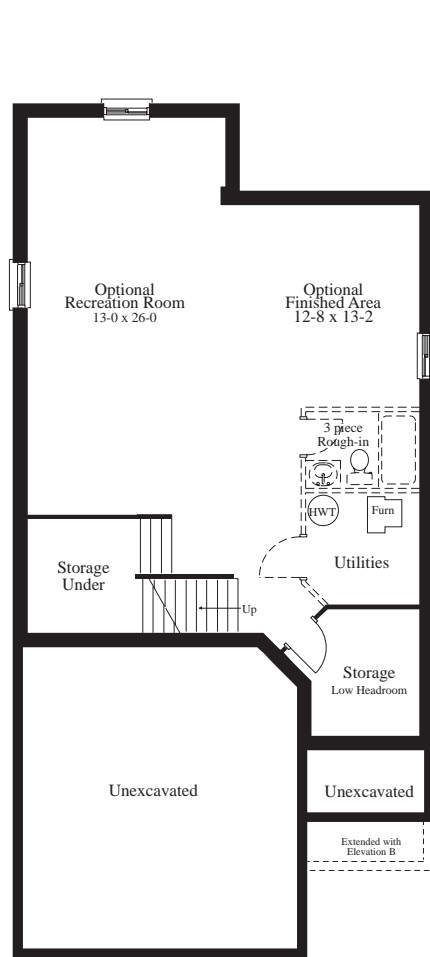 Optional
Recreation Room
13-0 x 26-0
Optional
Finished Area
12-8 x 13-2
3 piece
Rough-in
HWT
Furn
Utilities
Storage
Under
Up
Storage
Low Headroom
Unexcavated
Unexcavated
Extended with
Elevation B